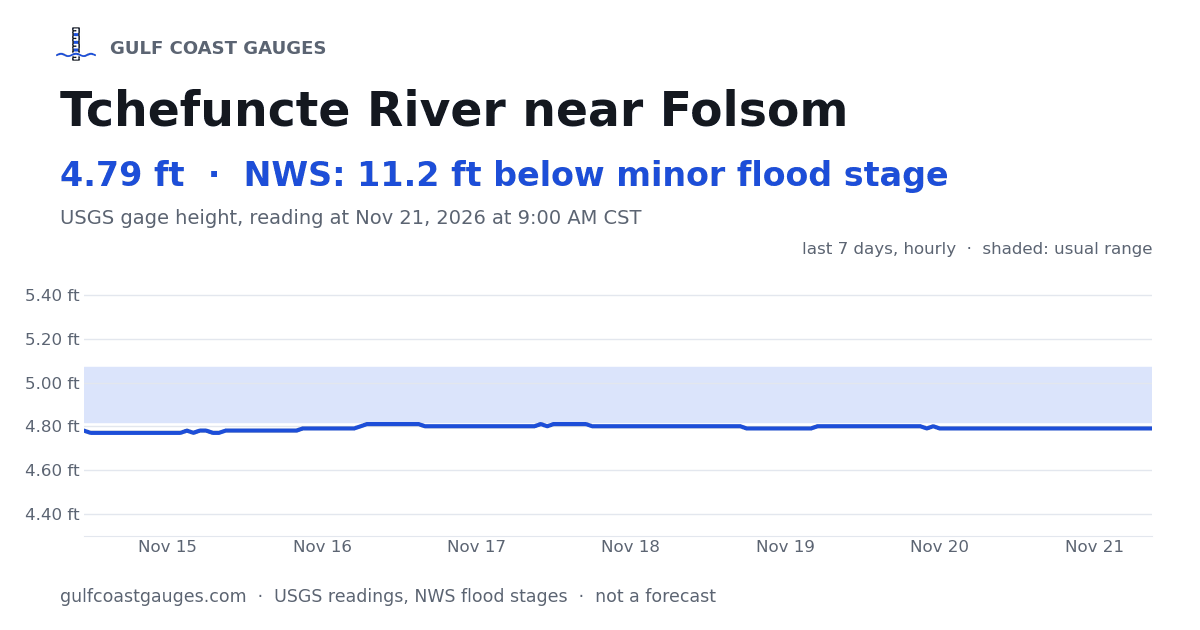 GULF COAST GAUGES
Tchefuncte River near Folsom
4.79 ft · NWS: 11.2 ft below minor flood stage
USGS gage height, reading at Nov 21, 2026 at 9:00 AM CST
last 7 days, hourly · shaded: usual range
5.40 ft
5.20 ft
5.00 ft
4.80 ft
4.60 ft
4.40 ft
Nov 15 Nov 16 Nov 17 Nov 18 Nov 19 Nov 20 Nov 21
gulfcoastgauges.com · USGS readings, NWS flood stages · not a forecast